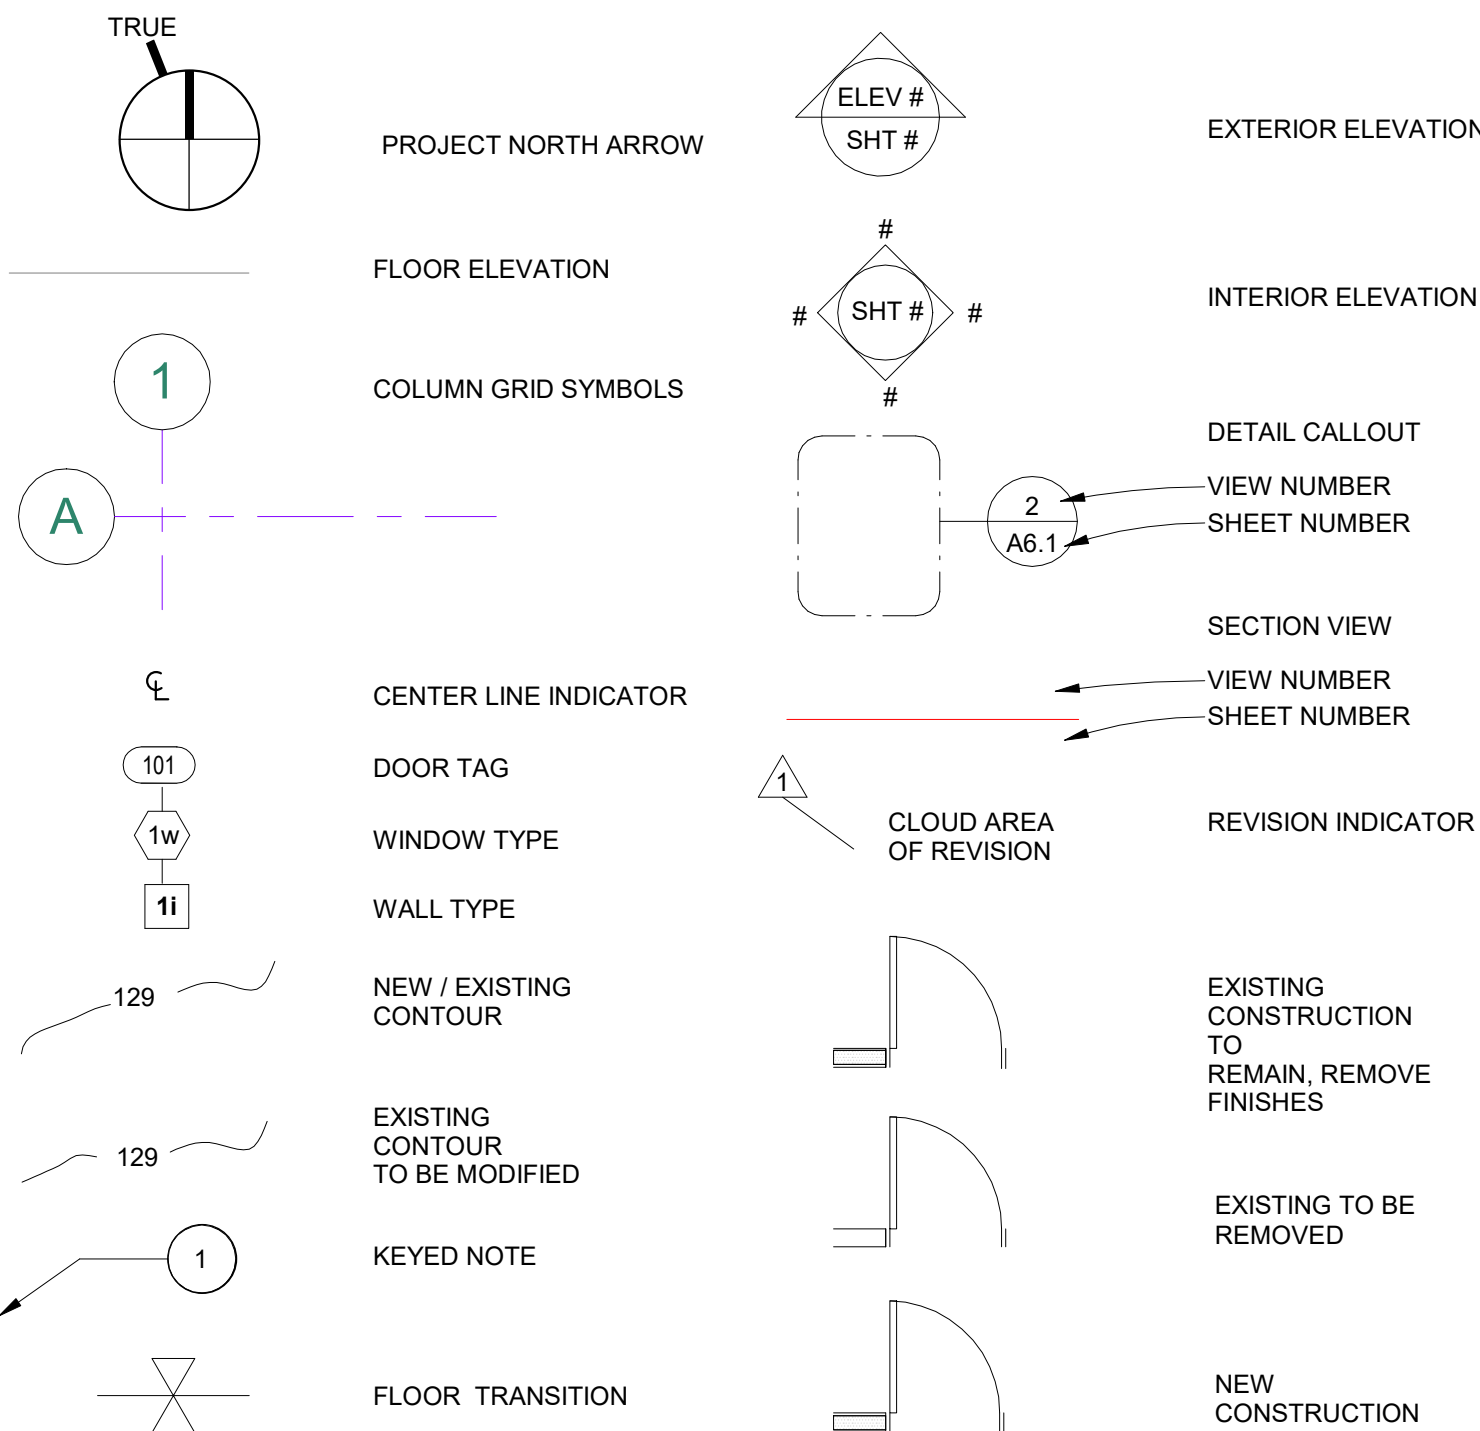 TRUE
PROJECT NORTH ARROW
FLOOR ELEVATION
1
COLUMN GRID SYMBOLS
A
℄
CENTER LINE INDICATOR
101
DOOR TAG
1w
WINDOW TYPE
1i
WALL TYPE
129
NEW / EXISTING
CONTOUR
129
EXISTING
CONTOUR
TO BE MODIFIED
1
KEYED NOTE
FLOOR TRANSITION
ELEV #
SHT #
EXTERIOR ELEVATION
#
# SHT # #
#
INTERIOR ELEVATION
DETAIL CALLOUT
2
VIEW NUMBER
A6.1
SHEET NUMBER
SECTION VIEW
VIEW NUMBER
SHEET NUMBER
1
CLOUD AREA
OF REVISION
REVISION INDICATOR
EXISTING
CONSTRUCTION
TO
REMAIN, REMOVE
FINISHES
EXISTING TO BE
REMOVED
NEW
CONSTRUCTION